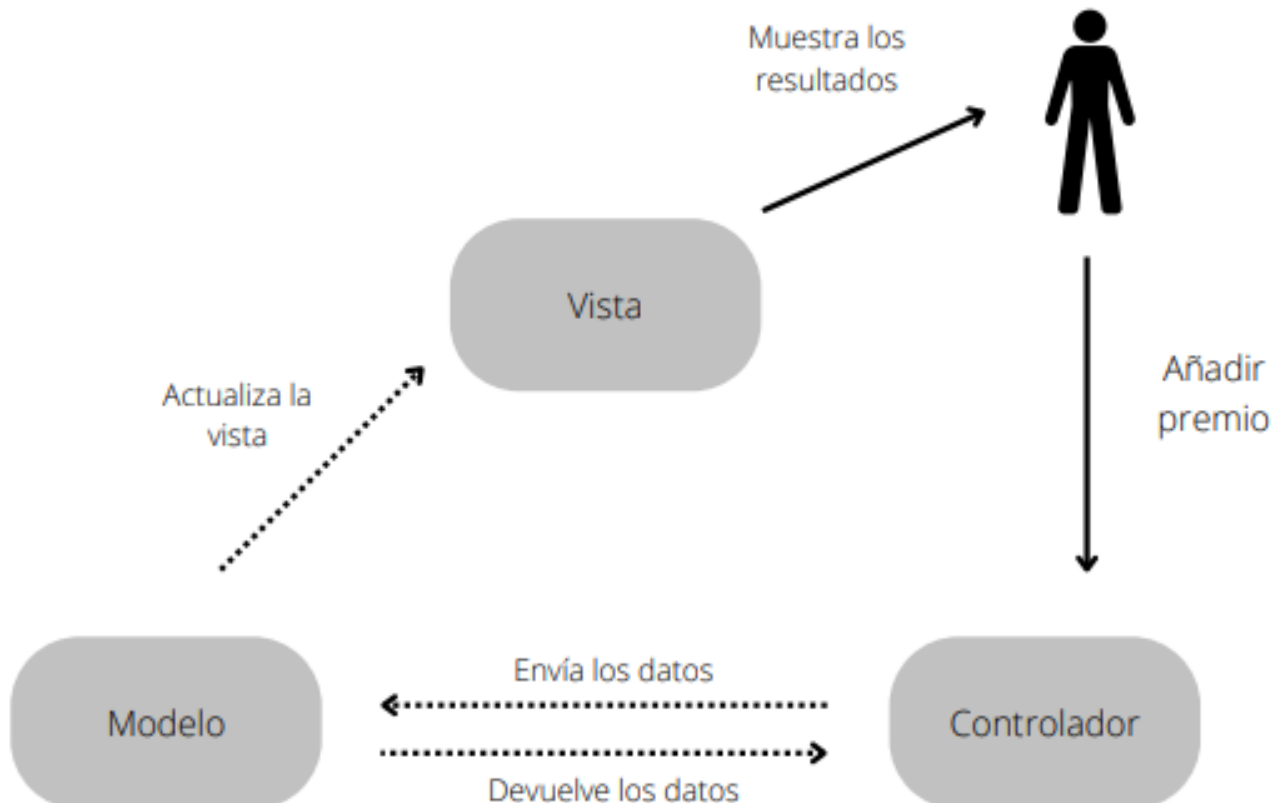 Muestra los
resultados
Vista
Añadir
premio
Actualiza la
vista
Envía los datos
Modelo
Controlador
Devuelve los datos